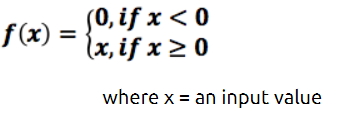 f(x) = {0, if x < 0
x, if x ≥ 0
where x = an input value